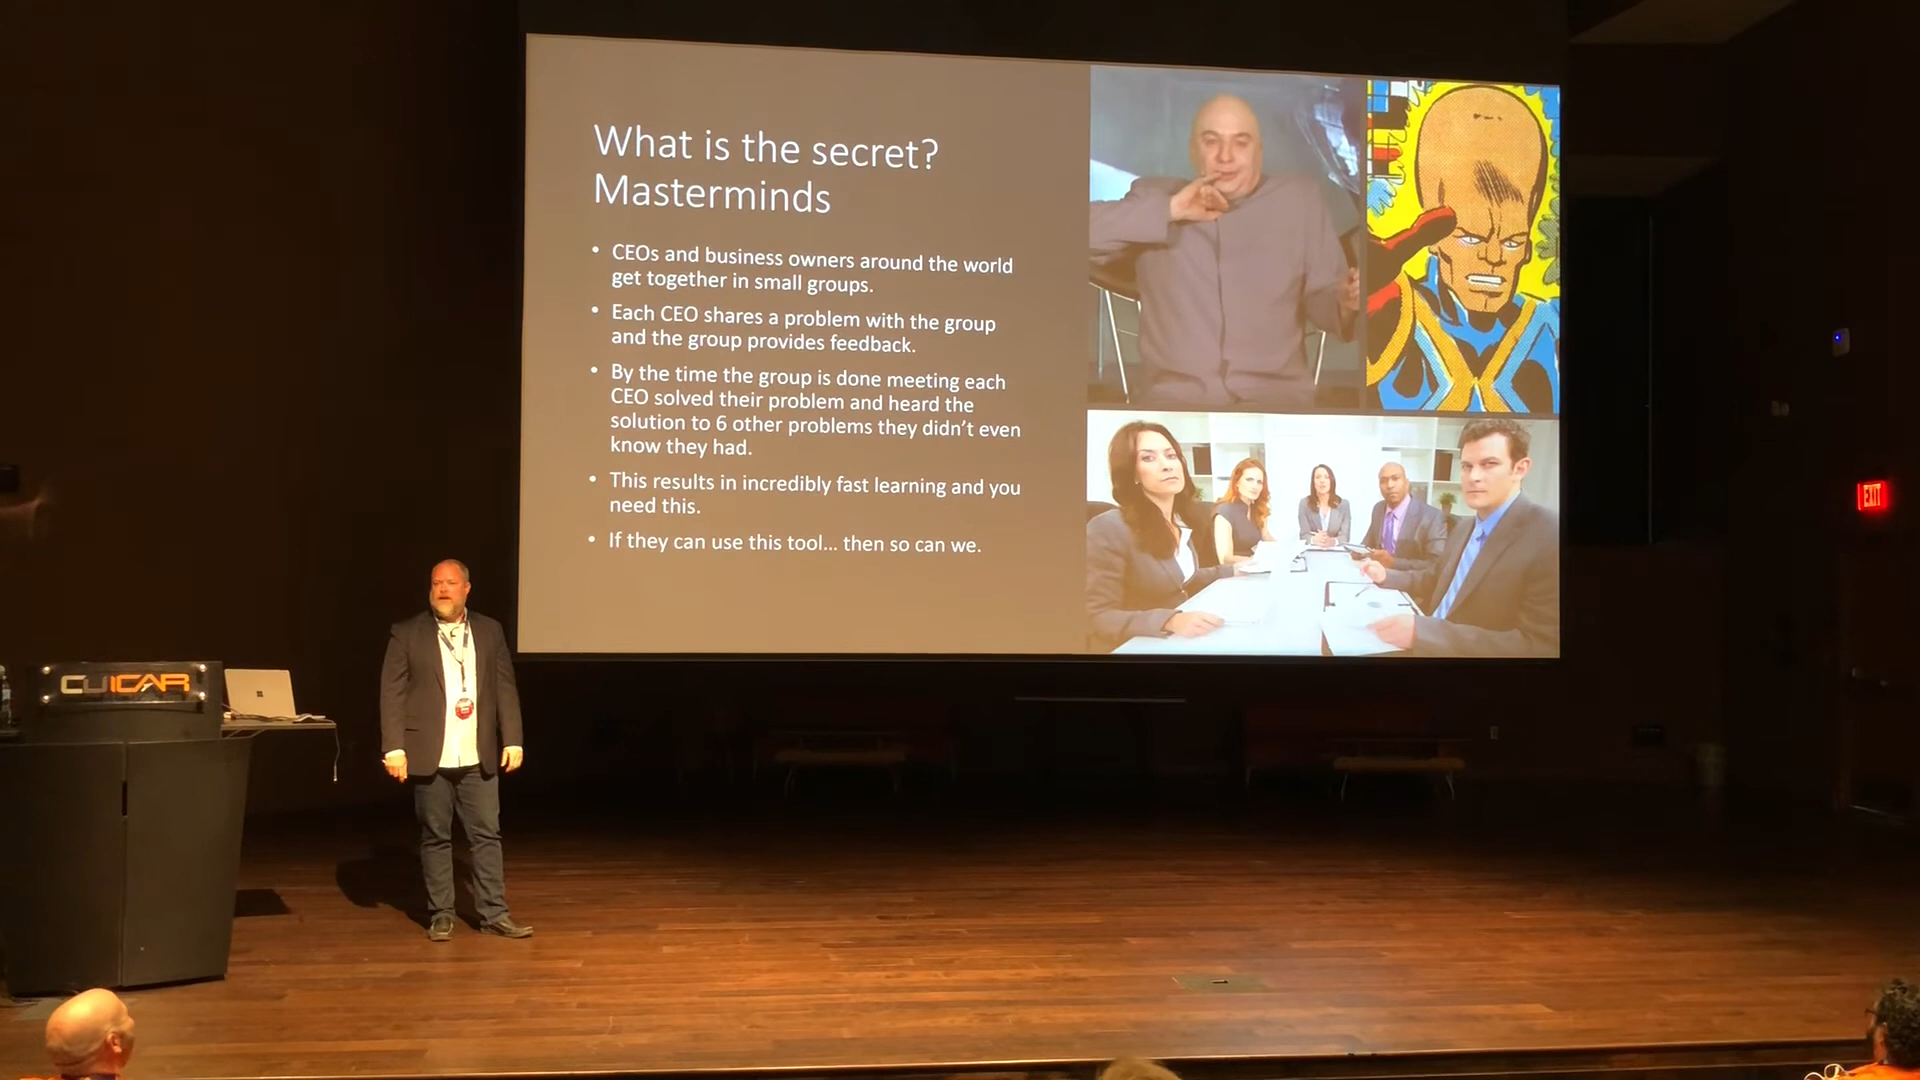 What is the secret?
Masterminds
• CEOs and business owners around the world
get together in small groups.
• Each CEO shares a problem with the group
and the group provides feedback.
• By the time the group is done meeting each
CEO solved their problem and heard the
solution to 6 other problems they didn't even
know they had.
• This results in incredibly fast learning and you
need this.
• If they can use this tool... then so can we.
CUICAR
EXIT